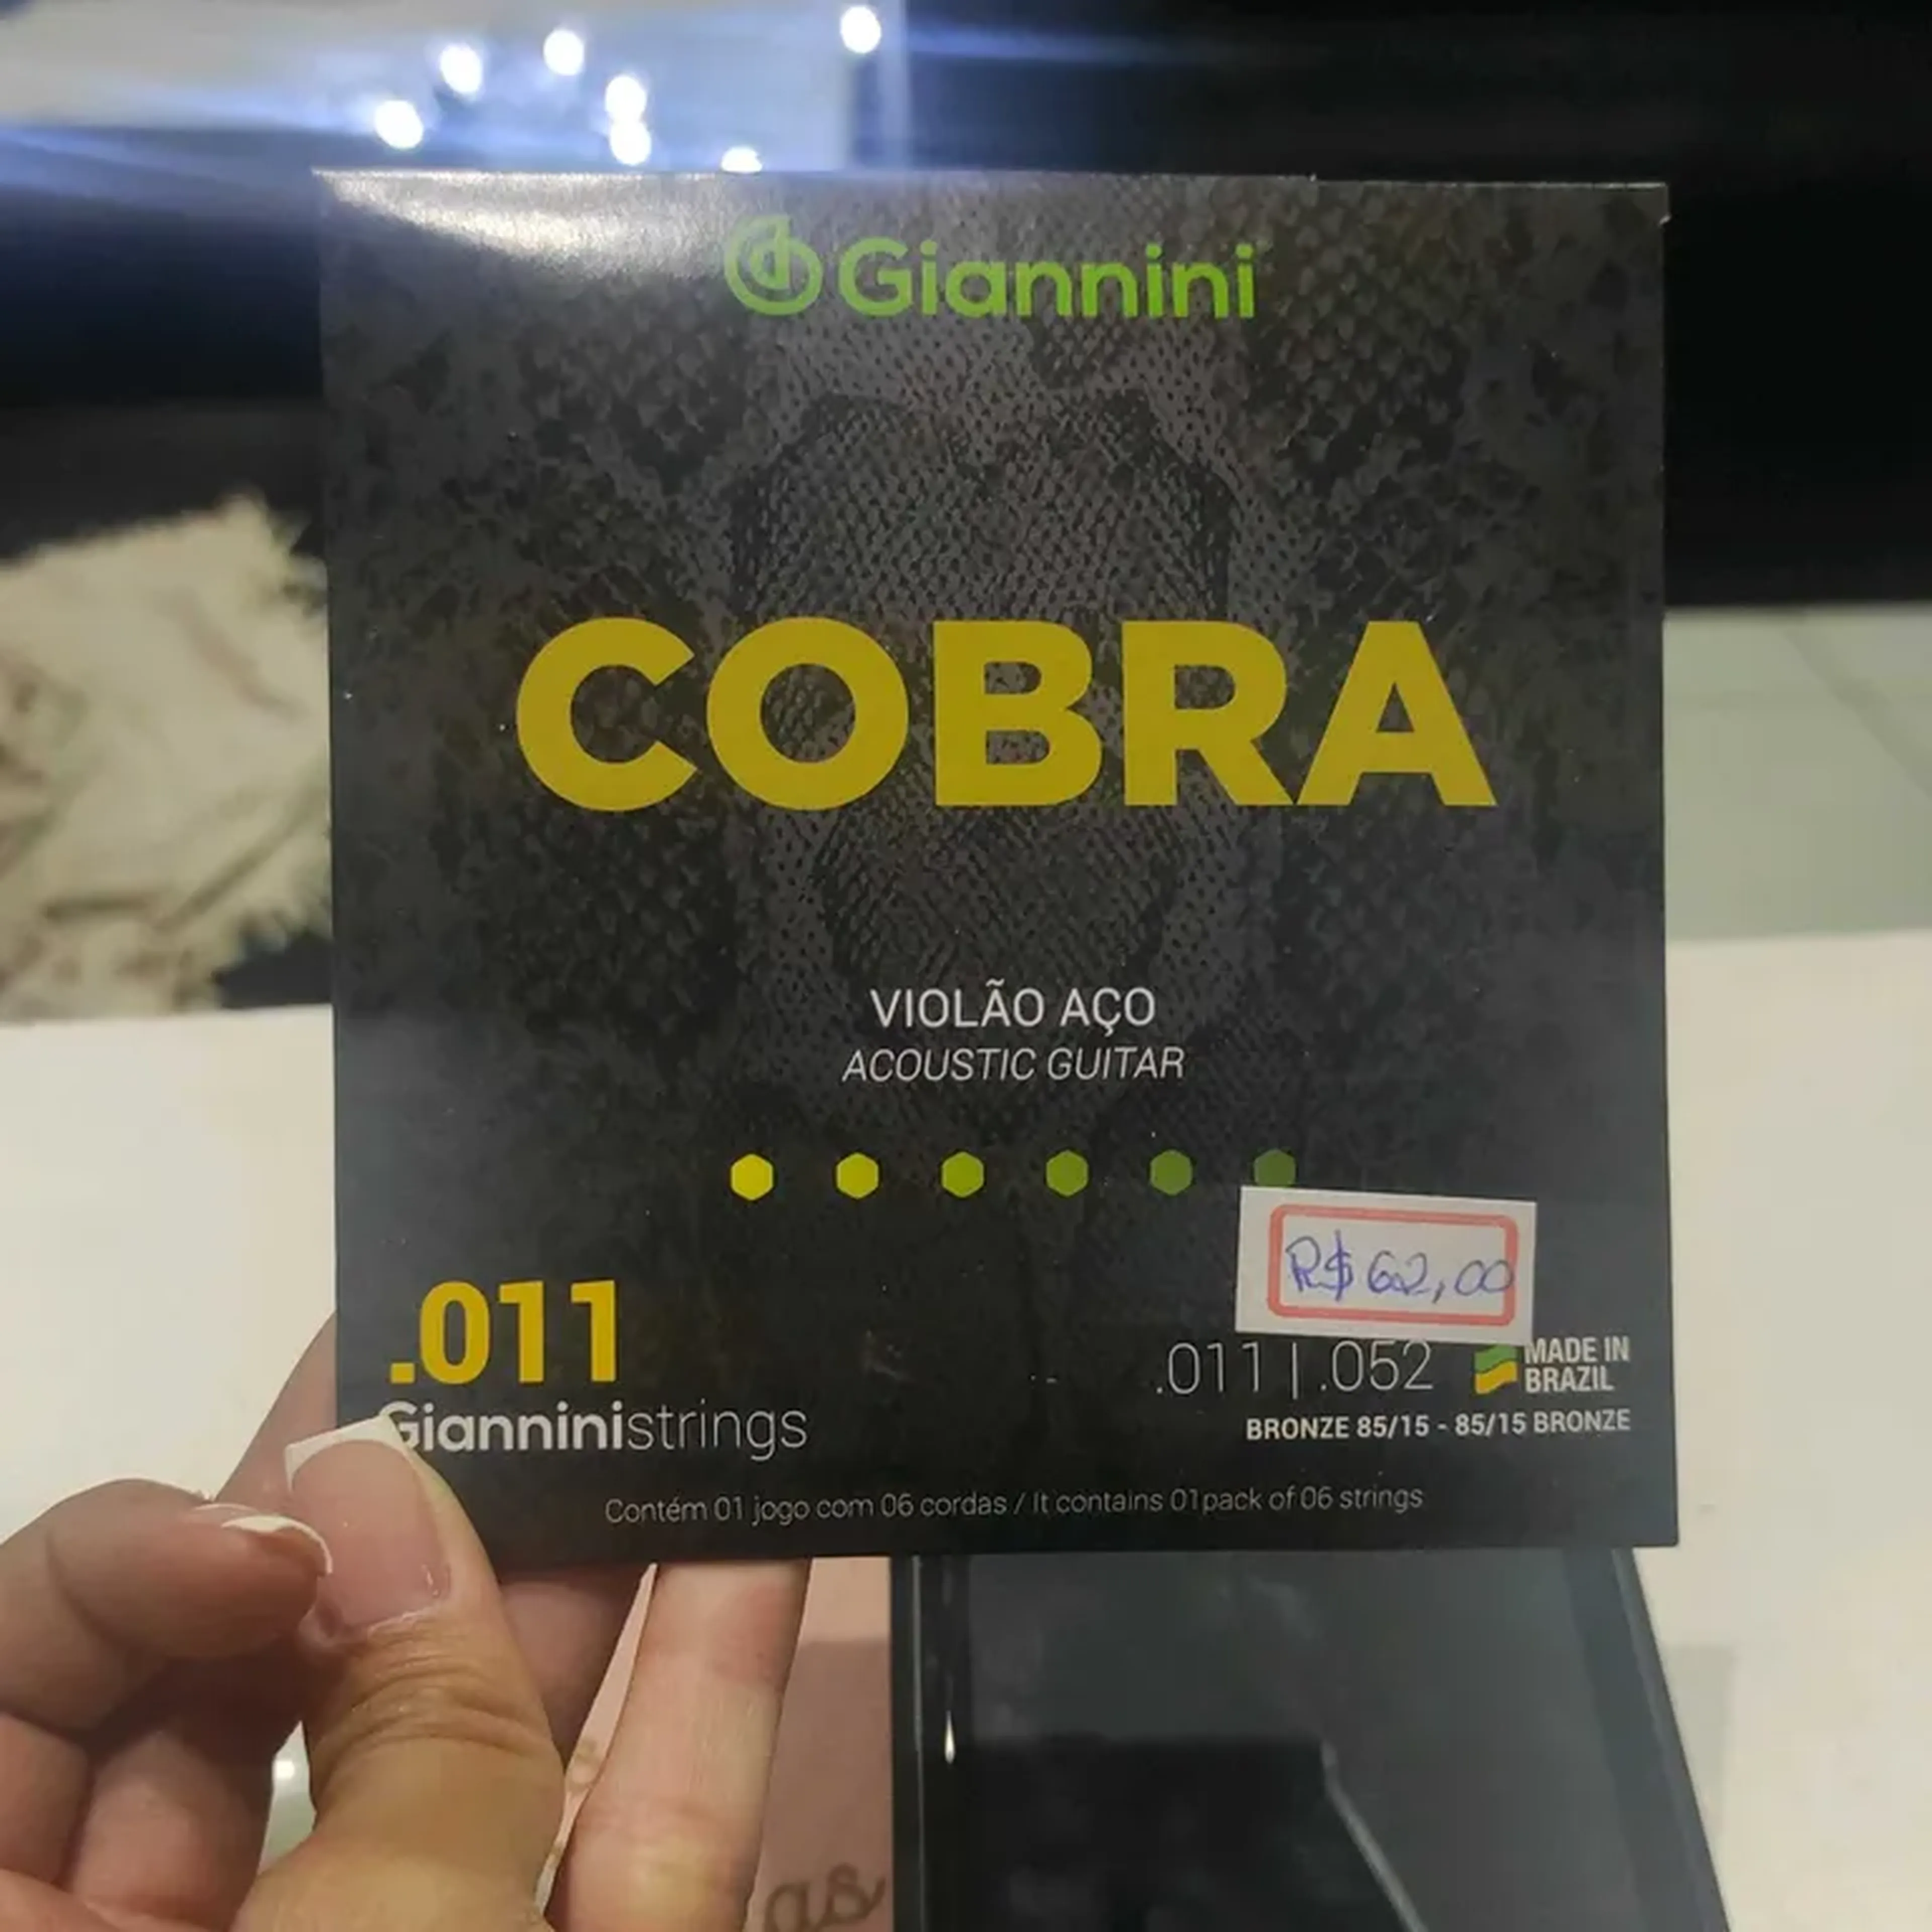 Giannini
COBRA
VIOLÃO AÇO
ACOUSTIC GUITAR
R$ 62,00
.011
.011 | .052
MADE IN
BRAZIL
Gianninistrings
BRONZE 85/15 - 85/15 BRONZE
Contém 01 jogo com 06 cordas / It contains 01pack of 06 strings